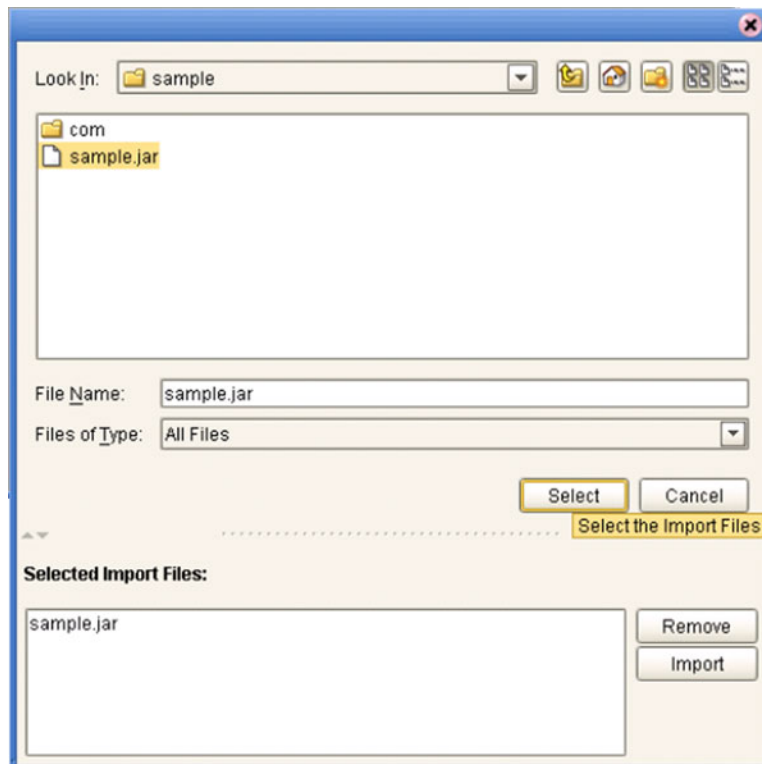 Look In: sample
com
sample.jar
File Name: sample.jar
Files of Type: All Files
Select Cancel
Select the Import Files
Selected Import Files:
sample.jar
Remove
Import